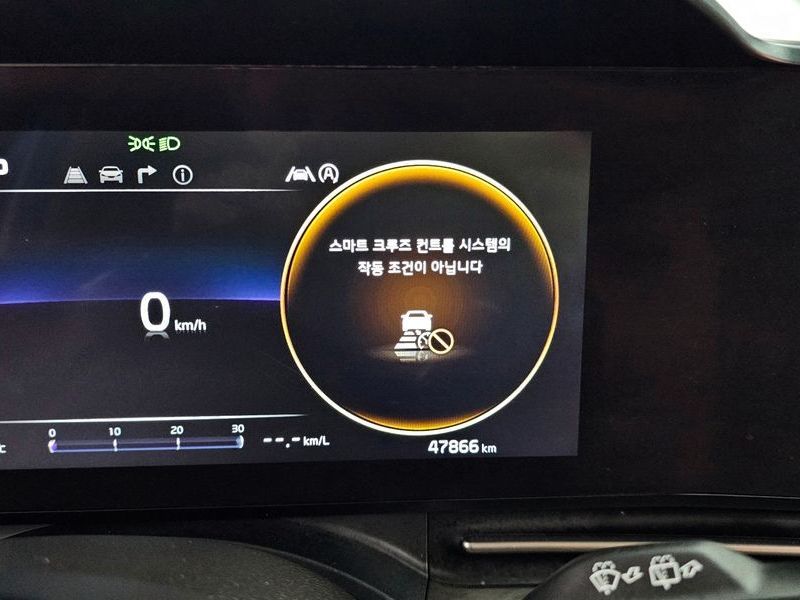 스마트 크루즈 컨트롤 시스템의
작동 조건이 아닙니다
0 km/h
0 10 20 30
--.- km/L
47866 km